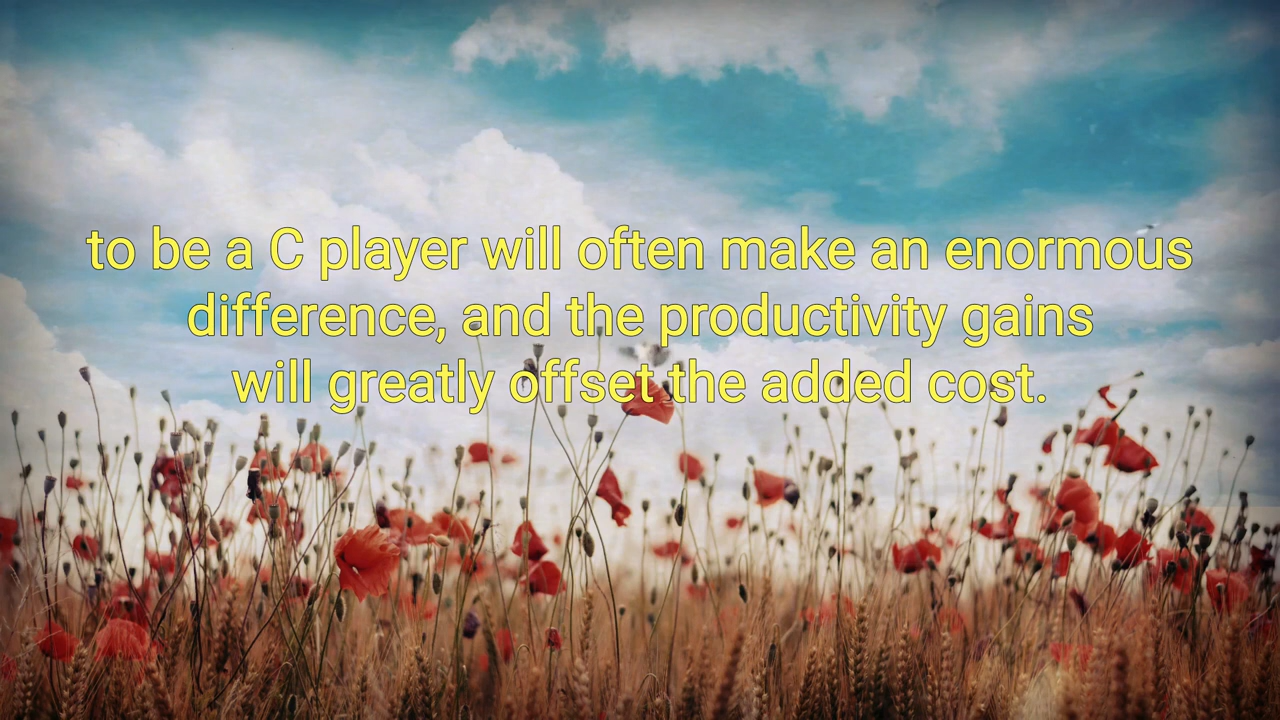 to be a C player will often make an enormous
difference, and the productivity gains
will greatly offset the added cost.